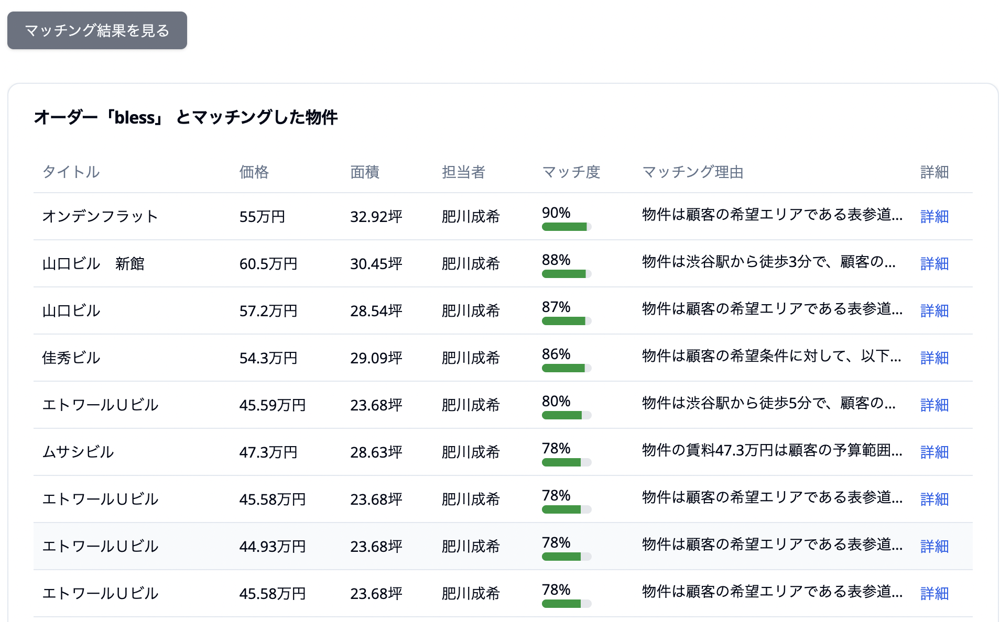 マッチング結果を見る
オーダー「bless」 とマッチングした物件
タイトル 価格 面積 担当者 マッチ度 マッチング理由 詳細
オンデンフラット 55万円 32.92坪 肥川成希 90% 物件は顧客の希望エリアである表参道... 詳細
山口ビル　新館 60.5万円 30.45坪 肥川成希 88% 物件は渋谷駅から徒歩3分で、顧客の... 詳細
山口ビル 57.2万円 28.54坪 肥川成希 87% 物件は顧客の希望エリアである表参道... 詳細
佳秀ビル 54.3万円 29.09坪 肥川成希 86% 物件は顧客の希望条件に対して、以下... 詳細
エトワールＵビル 45.59万円 23.68坪 肥川成希 80% 物件は渋谷駅から徒歩5分で、顧客の... 詳細
ムサシビル 47.3万円 28.63坪 肥川成希 78% 物件の賃料47.3万円は顧客の予算範囲... 詳細
エトワールＵビル 45.58万円 23.68坪 肥川成希 78% 物件は顧客の希望エリアである表参道... 詳細
エトワールＵビル 44.93万円 23.68坪 肥川成希 78% 物件は顧客の希望エリアである表参道... 詳細
エトワールＵビル 45.58万円 23.68坪 肥川成希 78% 物件は顧客の希望エリアである表参道... 詳細